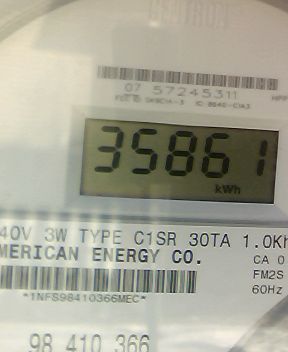 CENTRON
07 57245311
35861
kWh
40V 3W TYPE C1SR 30TA 1.0Kh
MERICAN ENERGY CO.
CA 0
FM2S
*1NFS98410366MEC*
60Hz
98 410 366